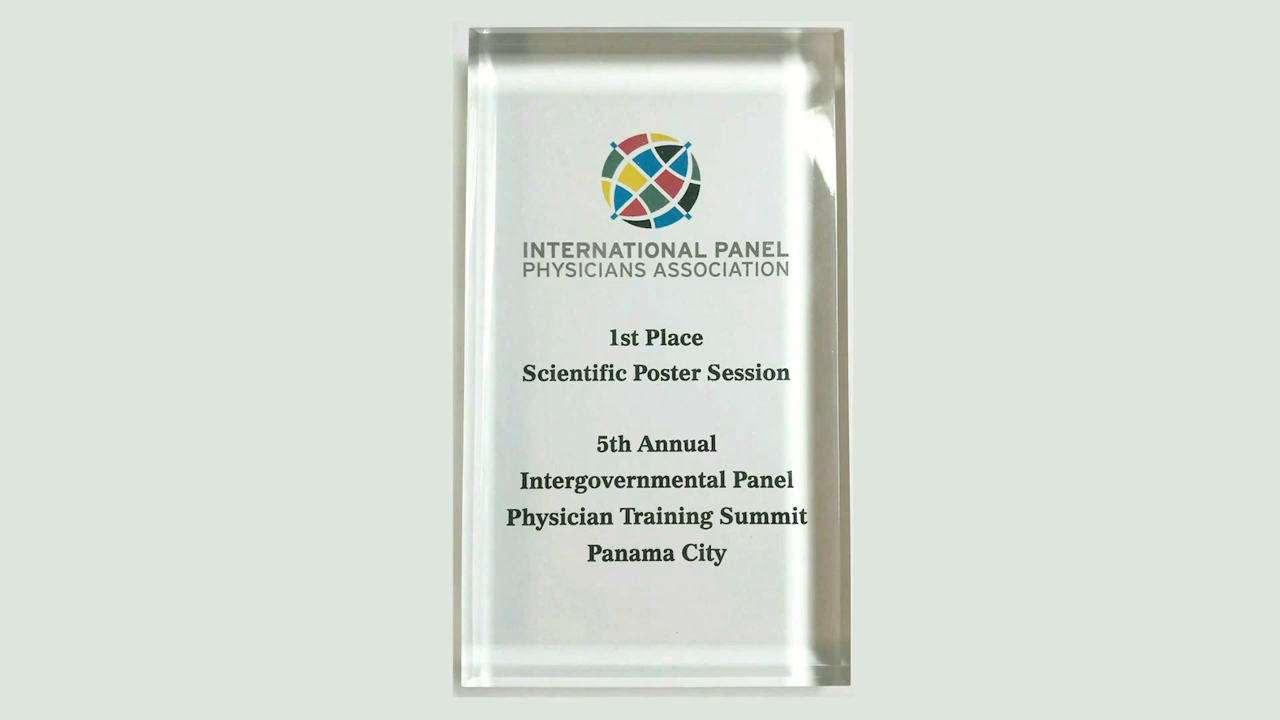 INTERNATIONAL PANEL
PHYSICIANS ASSOCIATION
1st Place
Scientific Poster Session
5th Annual
Intergovernmental Panel
Physician Training Summit
Panama City